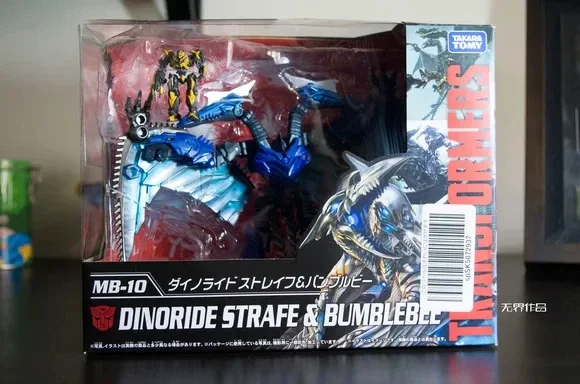 TAKARA
TOMY
TRANSFORMERS
MB-10
ダイノライド ストレイフ&バンブルビー
DINORIDE STRAFE & BUMBLEBEE
spSK5072937
无界作品